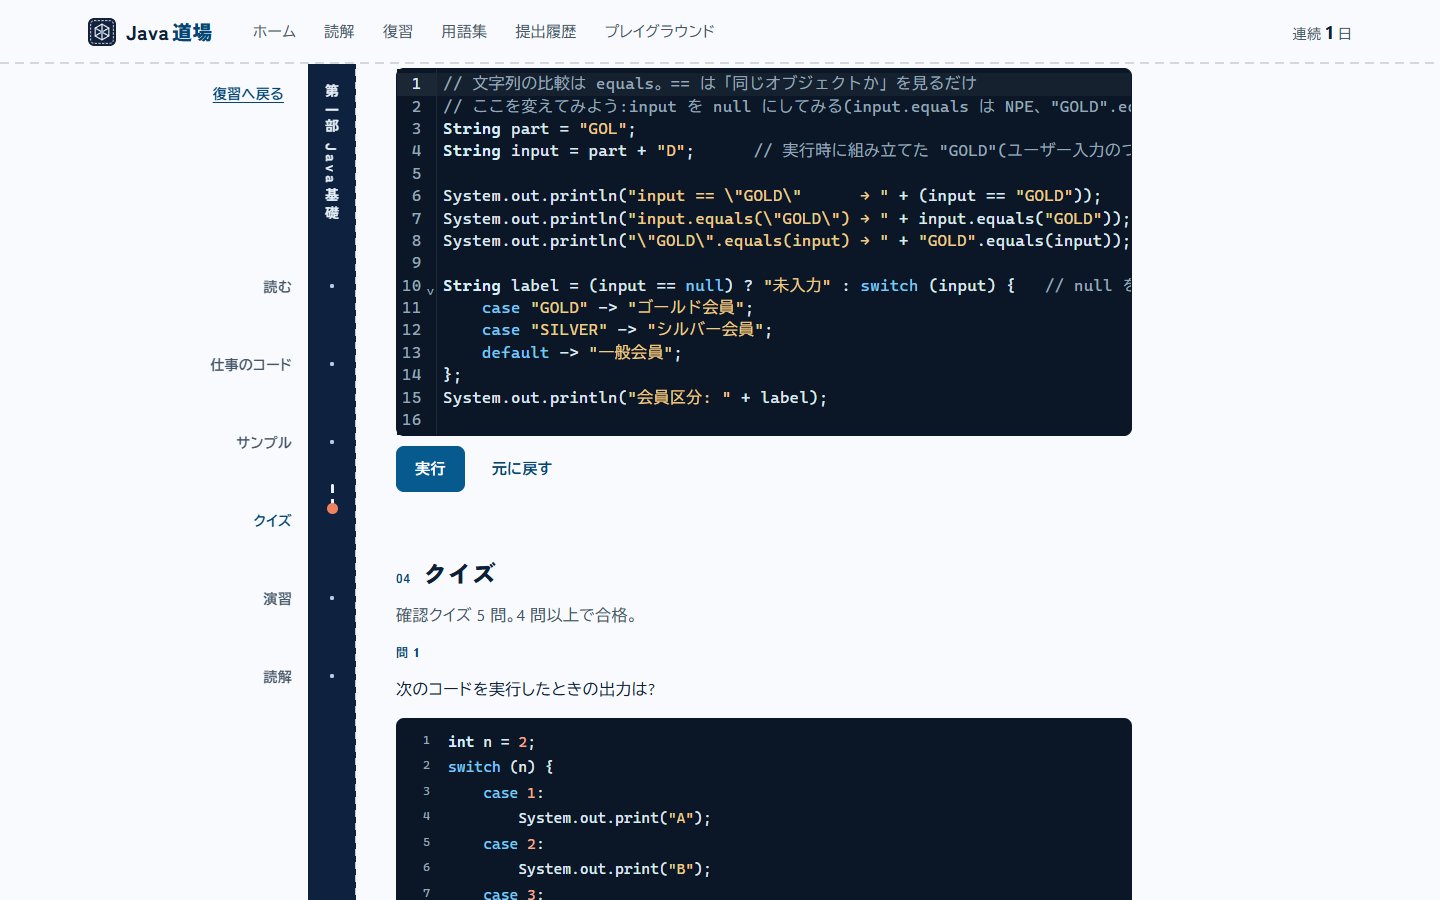 Java 道場
ホーム
読解
復習
用語集
提出履歴
プレイグラウンド
連続 1 日
復習へ戻る
第一部 Java 基礎
読む
仕事のコード
サンプル
クイズ
演習
読解
1 // 文字列の比較は equals。== は「同じオブジェクトか」を見るだけ
2 // ここを変えてみよう:input を null にしてみる(input.equals は NPE、"GOLD".e
3 String part = "GOL";
4 String input = part + "D";      // 実行時に組み立てた "GOLD"(ユーザー入力の
5
6 System.out.println("input == \"GOLD\"      → " + (input == "GOLD"));
7 System.out.println("input.equals(\"GOLD\") → " + input.equals("GOLD"));
8 System.out.println("\"GOLD\".equals(input) → " + "GOLD".equals(input));
9
10 String label = (input == null) ? "未入力" : switch (input) {   // null を
11     case "GOLD" -> "ゴールド会員";
12     case "SILVER" -> "シルバー会員";
13     default -> "一般会員";
14 };
15 System.out.println("会員区分: " + label);
16
実行
元に戻す
04 クイズ
確認クイズ 5 問。4 問以上で合格。
問 1
次のコードを実行したときの出力は?
1 int n = 2;
2 switch (n) {
3     case 1:
4         System.out.print("A");
5     case 2:
6         System.out.print("B");
7     case 3: